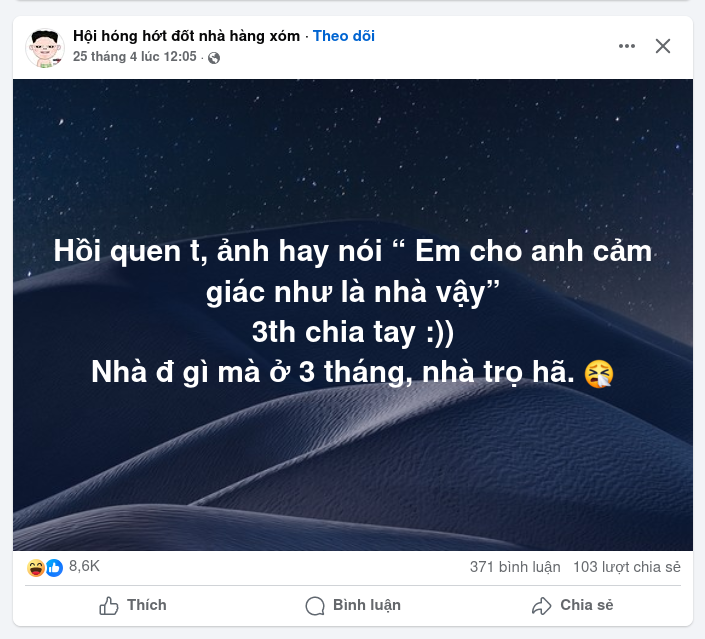 Hội hóng hớt đốt nhà hàng xóm · Theo dõi
25 tháng 4 lúc 12:05 ·
Hồi quen t, ảnh hay nói “ Em cho anh cảm
giác như là nhà vậy”
3th chia tay :))
Nhà đ gì mà ở 3 tháng, nhà trọ hã. 🤧
8,6K
371 bình luận 103 lượt chia sẻ
Thích Bình luận Chia sẻ